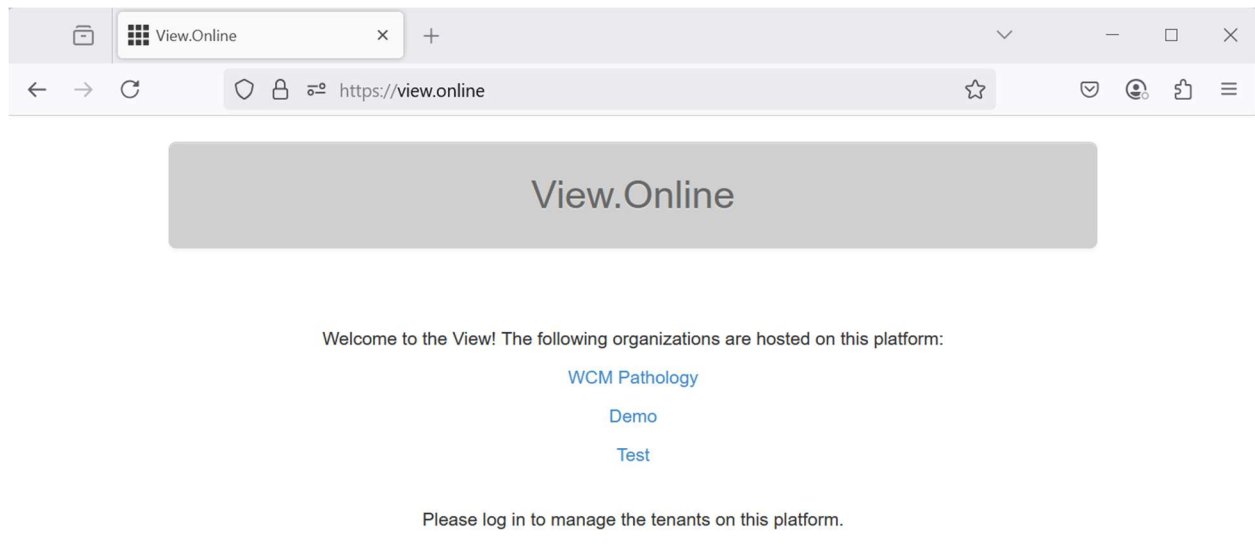 View.Online
https://view.online
View.Online
Welcome to the View! The following organizations are hosted on this platform:
WCM Pathology
Demo
Test
Please log in to manage the tenants on this platform.